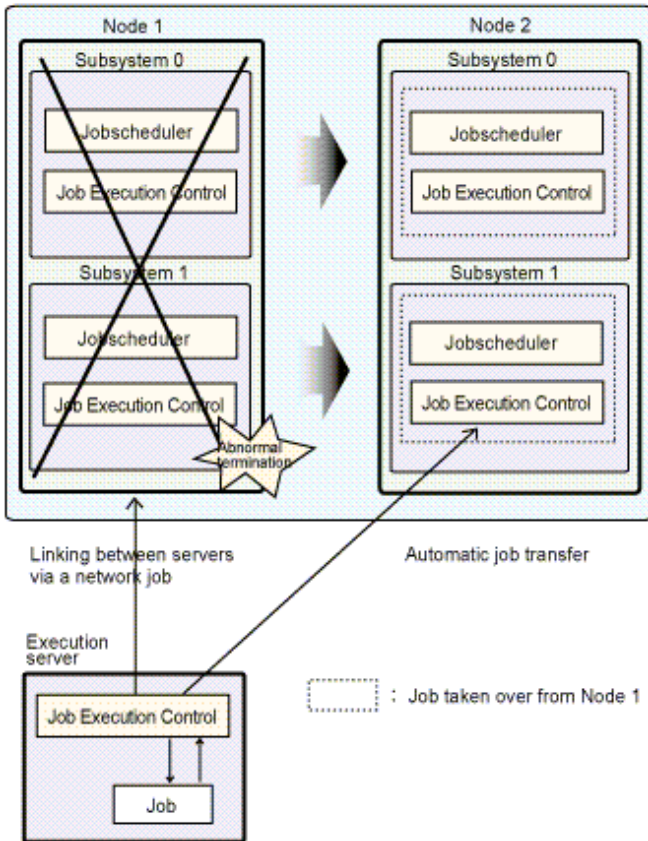 Node 1
Subsystem 0
Jobscheduler
Job Execution Control
Subsystem 1
Jobscheduler
Job Execution Control
Abnormal
termination
Node 2
Subsystem 0
Jobscheduler
Job Execution Control
Subsystem 1
Jobscheduler
Job Execution Control
Linking between servers
via a network job
Automatic job transfer
Execution
server
Job Execution Control
Job
: Job taken over from Node 1